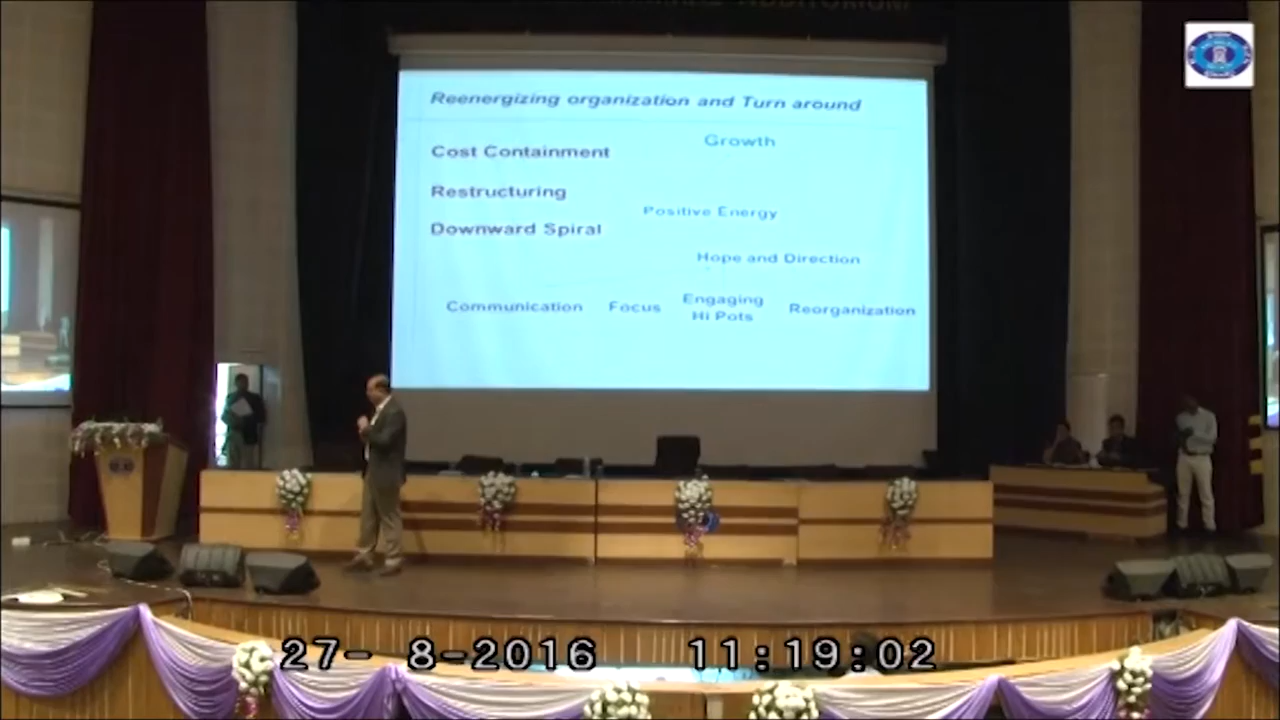 AUDITORIUM
Reenergizing organization and Turn around
Growth
Cost Containment
Restructuring
Positive Energy
Downward Spiral
Hope and Direction
Communication Focus Engaging Hi Pots Reorganization
27- 8-2016 11:19:02